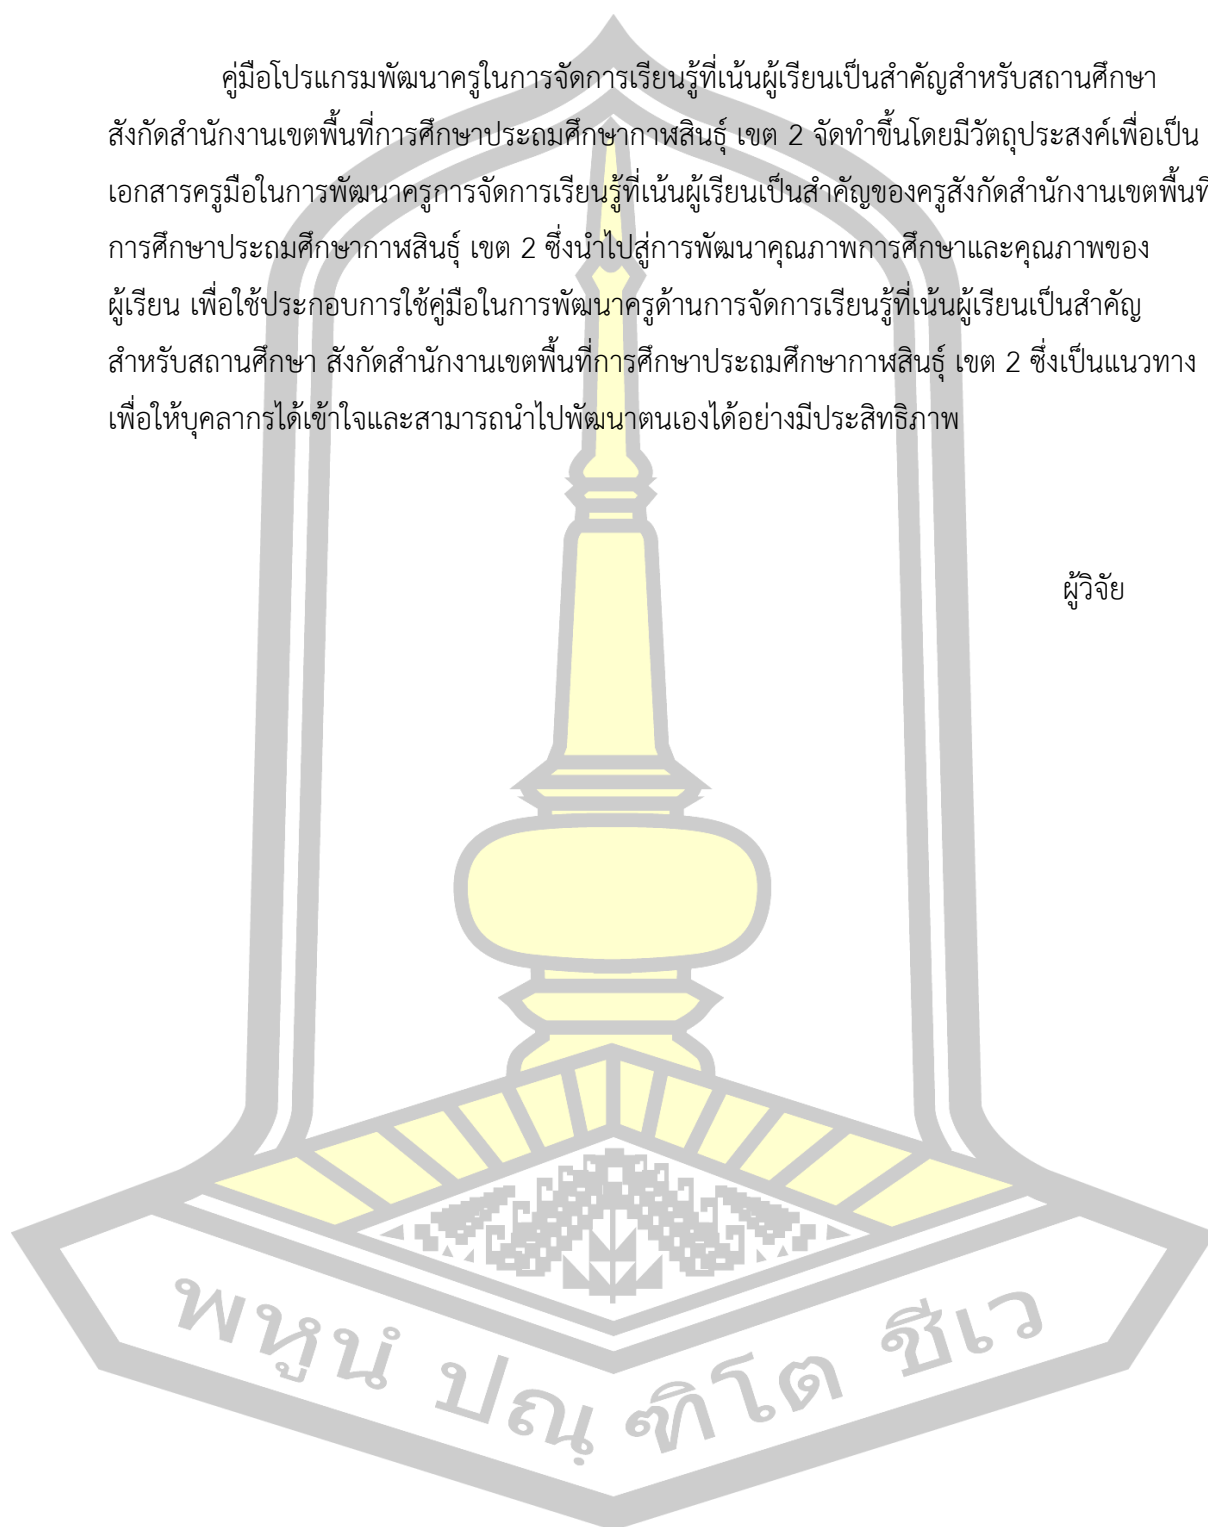 คู่มือโปรแกรมพัฒนาครูในการจัดการเรียนรู้ที่เน้นผู้เรียนเป็นสำคัญสำหรับสถานศึกษา
สังกัดสำนักงานเขตพื้นที่การศึกษาประถมศึกษากาฬสินธุ์ เขต 2 จัดทำขึ้นโดยมีวัตถุประสงค์เพื่อเป็น
เอกสารครูมือในการพัฒนาครูการจัดการเรียนรู้ที่เน้นผู้เรียนเป็นสำคัญของครูสังกัดสำนักงานเขตพื้นที่
การศึกษาประถมศึกษากาฬสินธุ์ เขต 2 ซึ่งนำไปสู่การพัฒนาคุณภาพการศึกษาและคุณภาพของ
ผู้เรียน เพื่อใช้ประกอบการใช้คู่มือในการพัฒนาครูด้านการจัดการเรียนรู้ที่เน้นผู้เรียนเป็นสำคัญ
สำหรับสถานศึกษา สังกัดสำนักงานเขตพื้นที่การศึกษาประถมศึกษากาฬสินธุ์ เขต 2 ซึ่งเป็นแนวทาง
เพื่อให้บุคลากรได้เข้าใจและสามารถนำไปพัฒนาตนเองได้อย่างมีประสิทธิภาพ
ผู้วิจัย
พหูนํ ปณฺ ฑิโต ชีเว